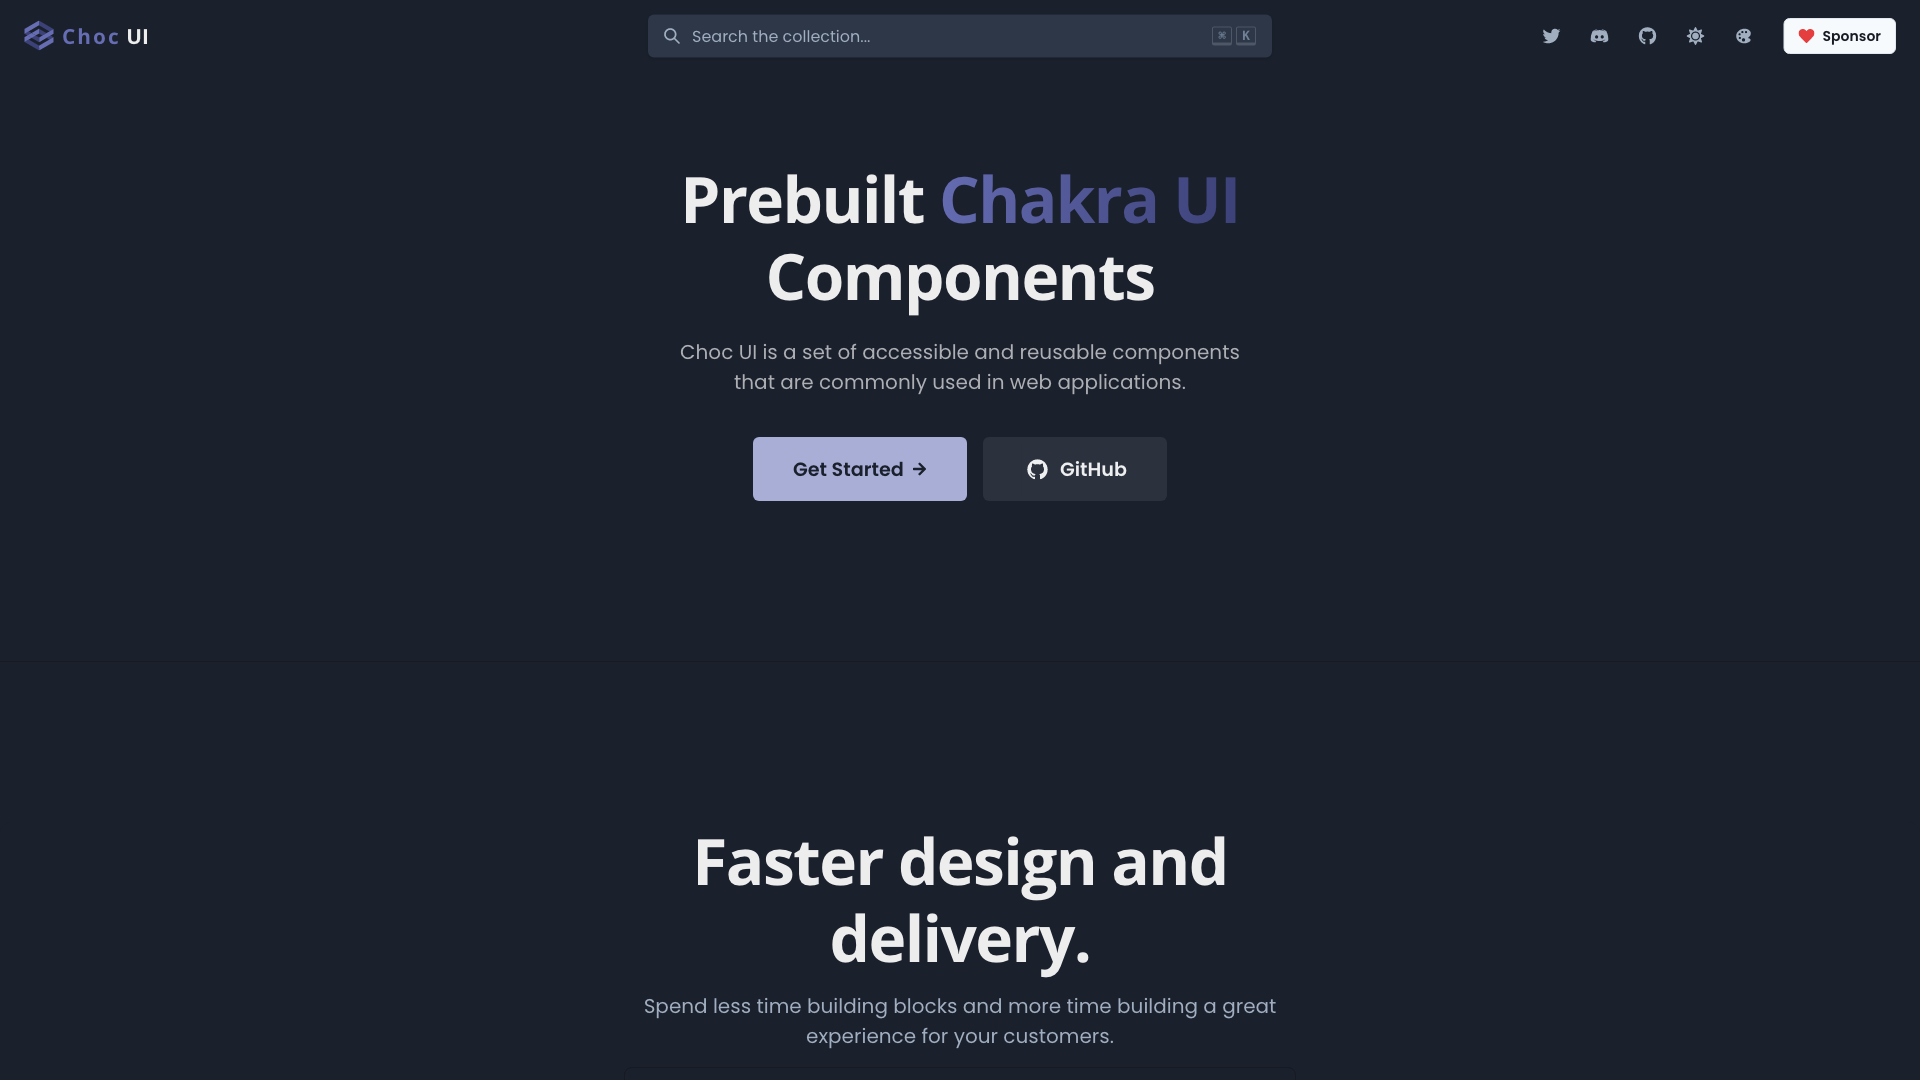 Choc UI
Search the collection...
⌘ K
Sponsor
Prebuilt Chakra UI
Components
Choc UI is a set of accessible and reusable components
that are commonly used in web applications.
Get Started →
GitHub
Faster design and
delivery.
Spend less time building blocks and more time building a great
experience for your customers.